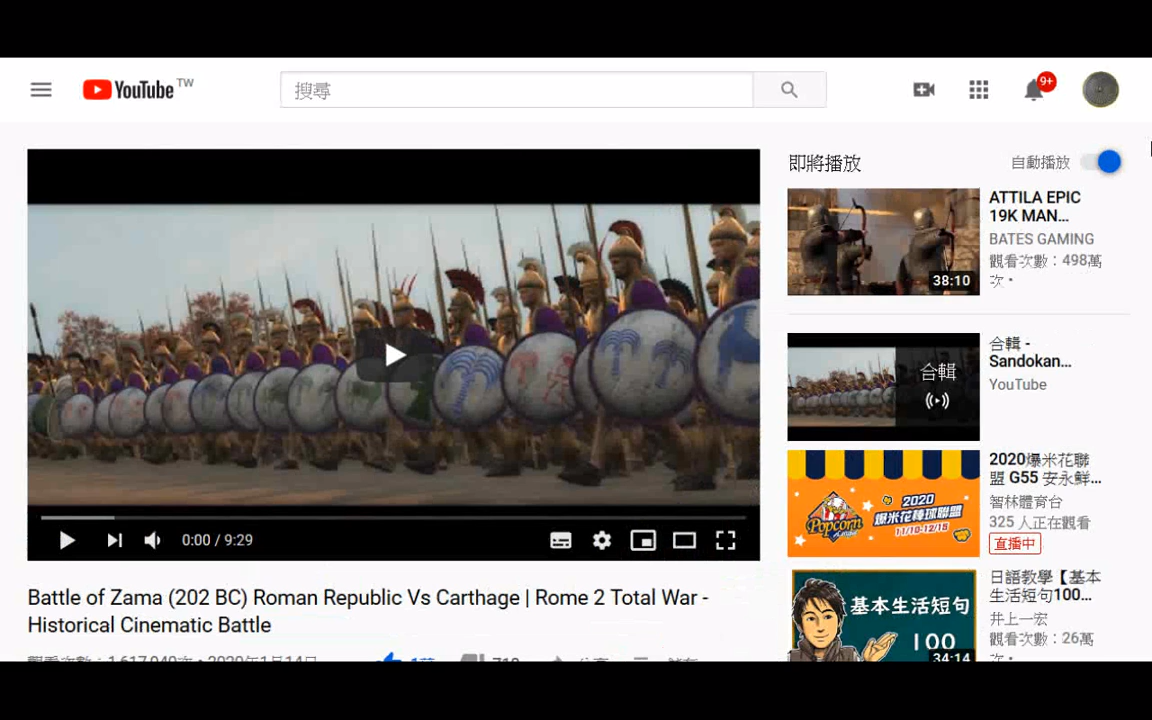 YouTube TW
搜尋
9+
即將播放
自動播放
ATTILA EPIC
19K MAN...
BATES GAMING
觀看次數：498萬
次・
38:10
合輯 -
Sandokan...
YouTube
合輯
2020爆米花聯
盟 G55 安永鮮...
智林體育台
325 人正在觀看
直播中
2020
爆米花棒球聯盟
11/10-12/15
Popcorn
日語教學【基本
生活短句100...
井上一宏
觀看次數：26萬
次・
基本生活短句
100
34:14
0:00 / 9:29
Battle of Zama (202 BC) Roman Republic Vs Carthage | Rome 2 Total War -
Historical Cinematic Battle